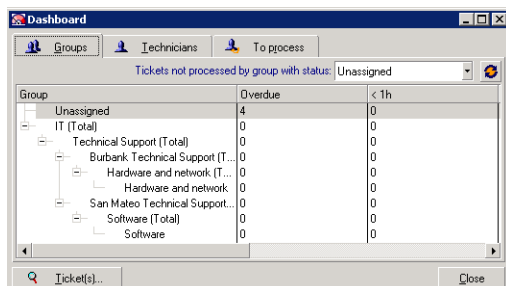 Dashboard
Groups Technicians To process
Tickets not processed by group with status: Unassigned
Group Overdue < 1h
Unassigned 4 0
IT (Total) 0 0
Technical Support (Total) 0 0
Burbank Technical Support (T... 0 0
Hardware and network (T... 0 0
Hardware and network 0 0
San Mateo Technical Support... 0 0
Software (Total) 0 0
Software 0 0
Ticket(s)... Close